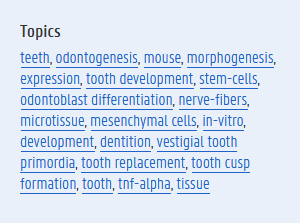 Topics
teeth, odontogenesis, mouse, morphogenesis,
expression, tooth development, stem-cells,
odontoblast differentiation, nerve-fibers,
microtissue, mesenchymal cells, in-vitro,
development, dentition, vestigial tooth
primordia, tooth replacement, tooth cusp
formation, tooth, tnf-alpha, tissue